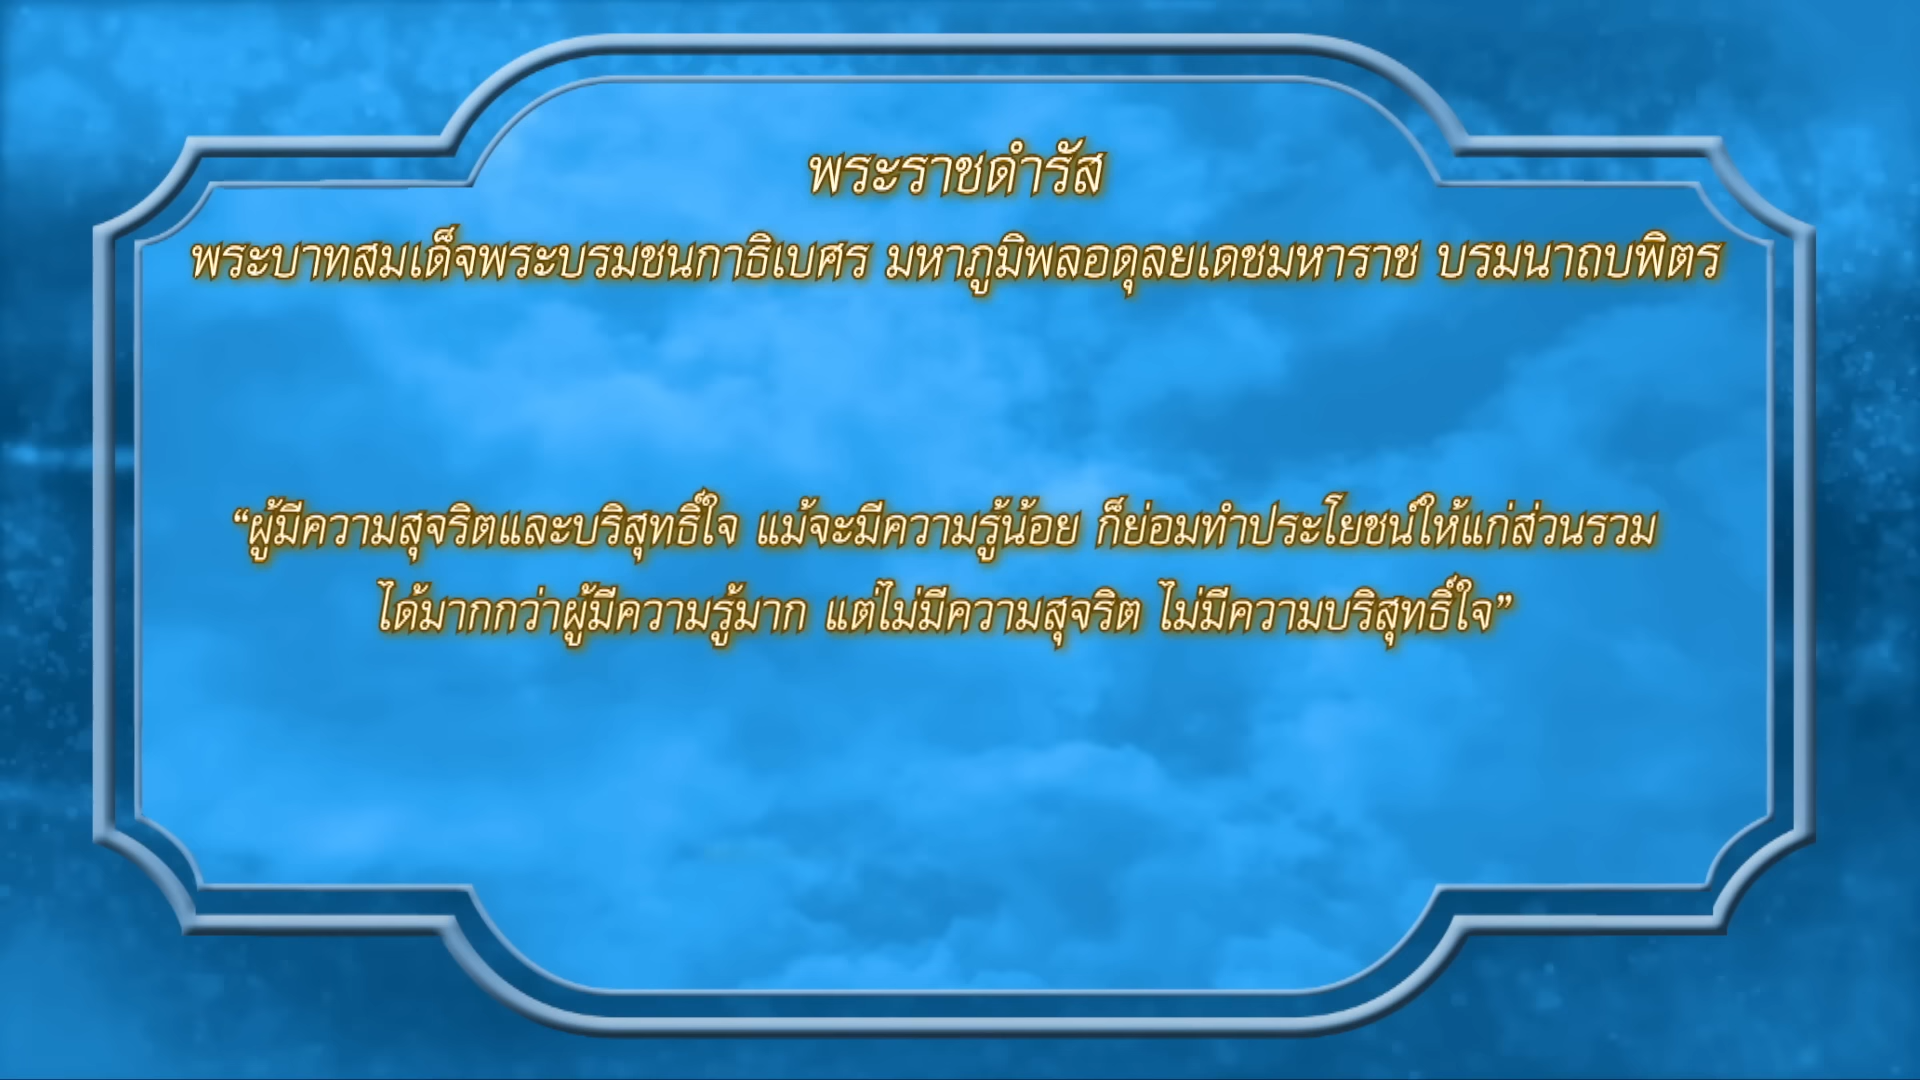 พระราชดำรัส
พระบาทสมเด็จพระบรมชนกาธิเบศร มหาภูมิพลอดุลยเดชมหาราช บรมนาถบพิตร
“ผู้มีความสุจริตและบริสุทธิ์ใจ แม้จะมีความรู้น้อย ก็ย่อมทำประโยชน์ให้แก่ส่วนรวม
ได้มากกว่าผู้มีความรู้มาก แต่ไม่มีความสุจริต ไม่มีความบริสุทธิ์ใจ”